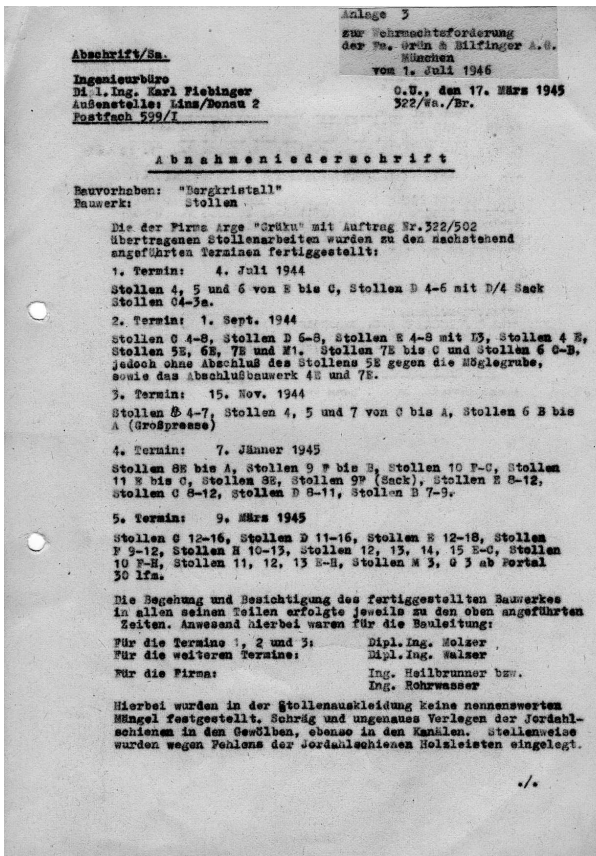 Anlage 3
zur Wehrmachtsforderung
der Fa. Grün & Bilfinger A.G.
München
vom 1. Juli 1946
Abschrift/Sa.
Ingenieurbüro
Dipl.Ing. Karl Fiebinger
Außenstelle: Linz/Donau 2
Postfach 599/I
O.U., den 17. März 1945
322/Wa./Br.
Abnahmeniederschrift
Bauvorhaben: "Bergkristall"
Bauwerk: Stollen
Die der Firma Arge "Grüku" mit Auftrag Nr.322/502
übertragenen Stollenarbeiten wurden zu den nachstehend
angeführten Terminen fertiggestellt:
1. Termin: 4. Juli 1944
Stollen 4, 5 und 6 von E bis C, Stollen D 4-6 mit D/4 Sack
Stollen C4-3a.
2. Termin: 1. Sept. 1944
Stollen C 4-8, Stollen D 6-8, Stollen E 4-8 mit L3, Stollen 4 E,
Stollen 5E, 6E, 7E und M1. Stollen 7E bis C und Stollen 6 C-B,
jedoch ohne Abschluß des Stollens 5E gegen die Möglegrube,
sowie das Abschlußbauwerk 4E und 7E.
3. Termin: 15. Nov. 1944
Stollen B 4-7, Stollen 4, 5 und 7 von C bis A, Stollen 6 B bis
A (Großpresse)
4. Termin: 7. Jänner 1945
Stollen 8E bis A, Stollen 9 F bis B, Stollen 10 F-C, Stollen
11 E bis C, Stollen 8E, Stollen 9F (Sack), Stollen E 8-12,
Stollen C 8-12, Stollen D 8-11, Stollen B 7-9.
5. Termin: 9. März 1945
Stollen C 12-16, Stollen D 11-16, Stollen E 12-18, Stollen
F 9-12, Stollen H 10-13, Stollen 12, 13, 14, 15 E-C, Stollen
10 F-H, Stollen 11, 12, 13 E-H, Stollen M 3, G 3 ab Portal
30 lfm.
Die Begehung und Besichtigung des fertiggestellten Bauwerkes
in allen seinen Teilen erfolgte jeweils zu den oben angeführten
Zeiten. Anwesend hierbei waren für die Bauleitung:
Für die Termine 1, 2 und 3: Dipl.Ing. Molzer
Für die weiteren Termine: Dipl.Ing. Walser
Für die Firma: Ing. Heilbrunner bzw.
Ing. Rohrwasser
Hierbei wurden in der Stollenauskleidung keine nennenswerten
Mängel festgestellt. Schräg und ungenaues Verlegen der Jordahl-
schienen in den Gewölben, ebenso in den Kanälen. Stellenweise
wurden wegen Fehlens der Jordahlschienen Holzleisten eingelegt.
./.